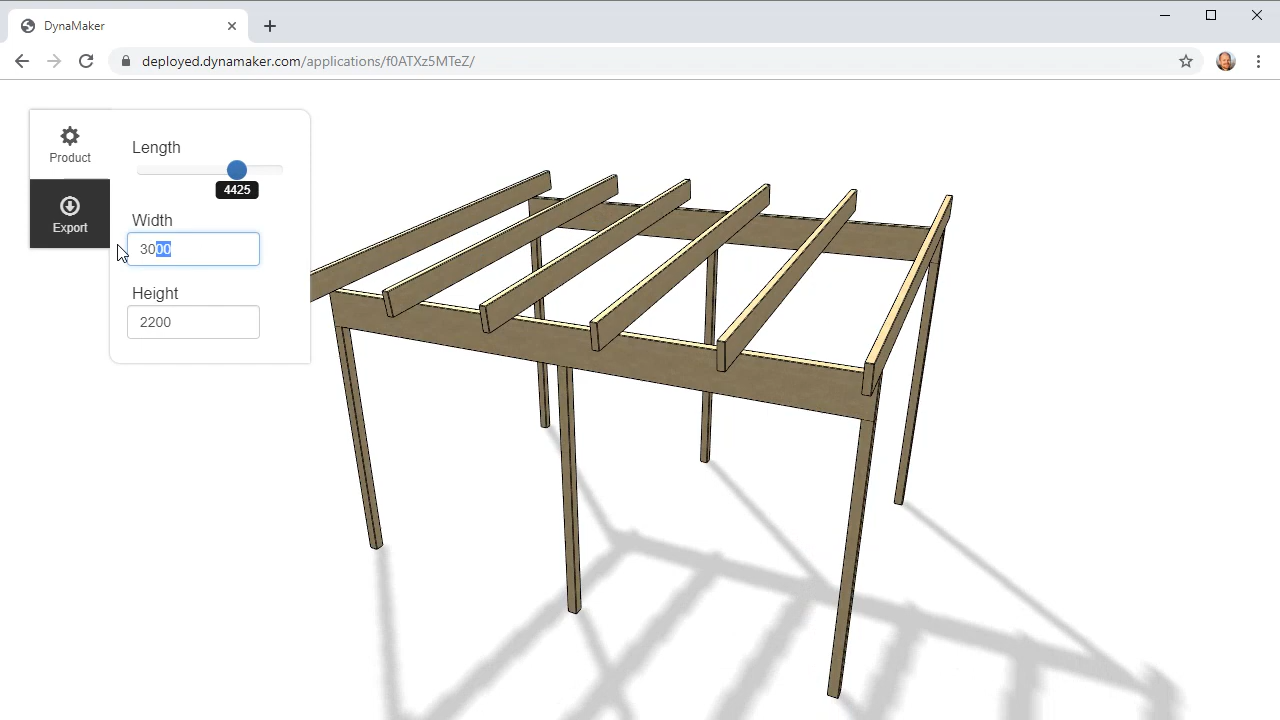 DynaMaker
deployed.dynamaker.com/applications/f0ATXz5MTeZ/
Product
Export
Length
4425
Width
3000
Height
2200